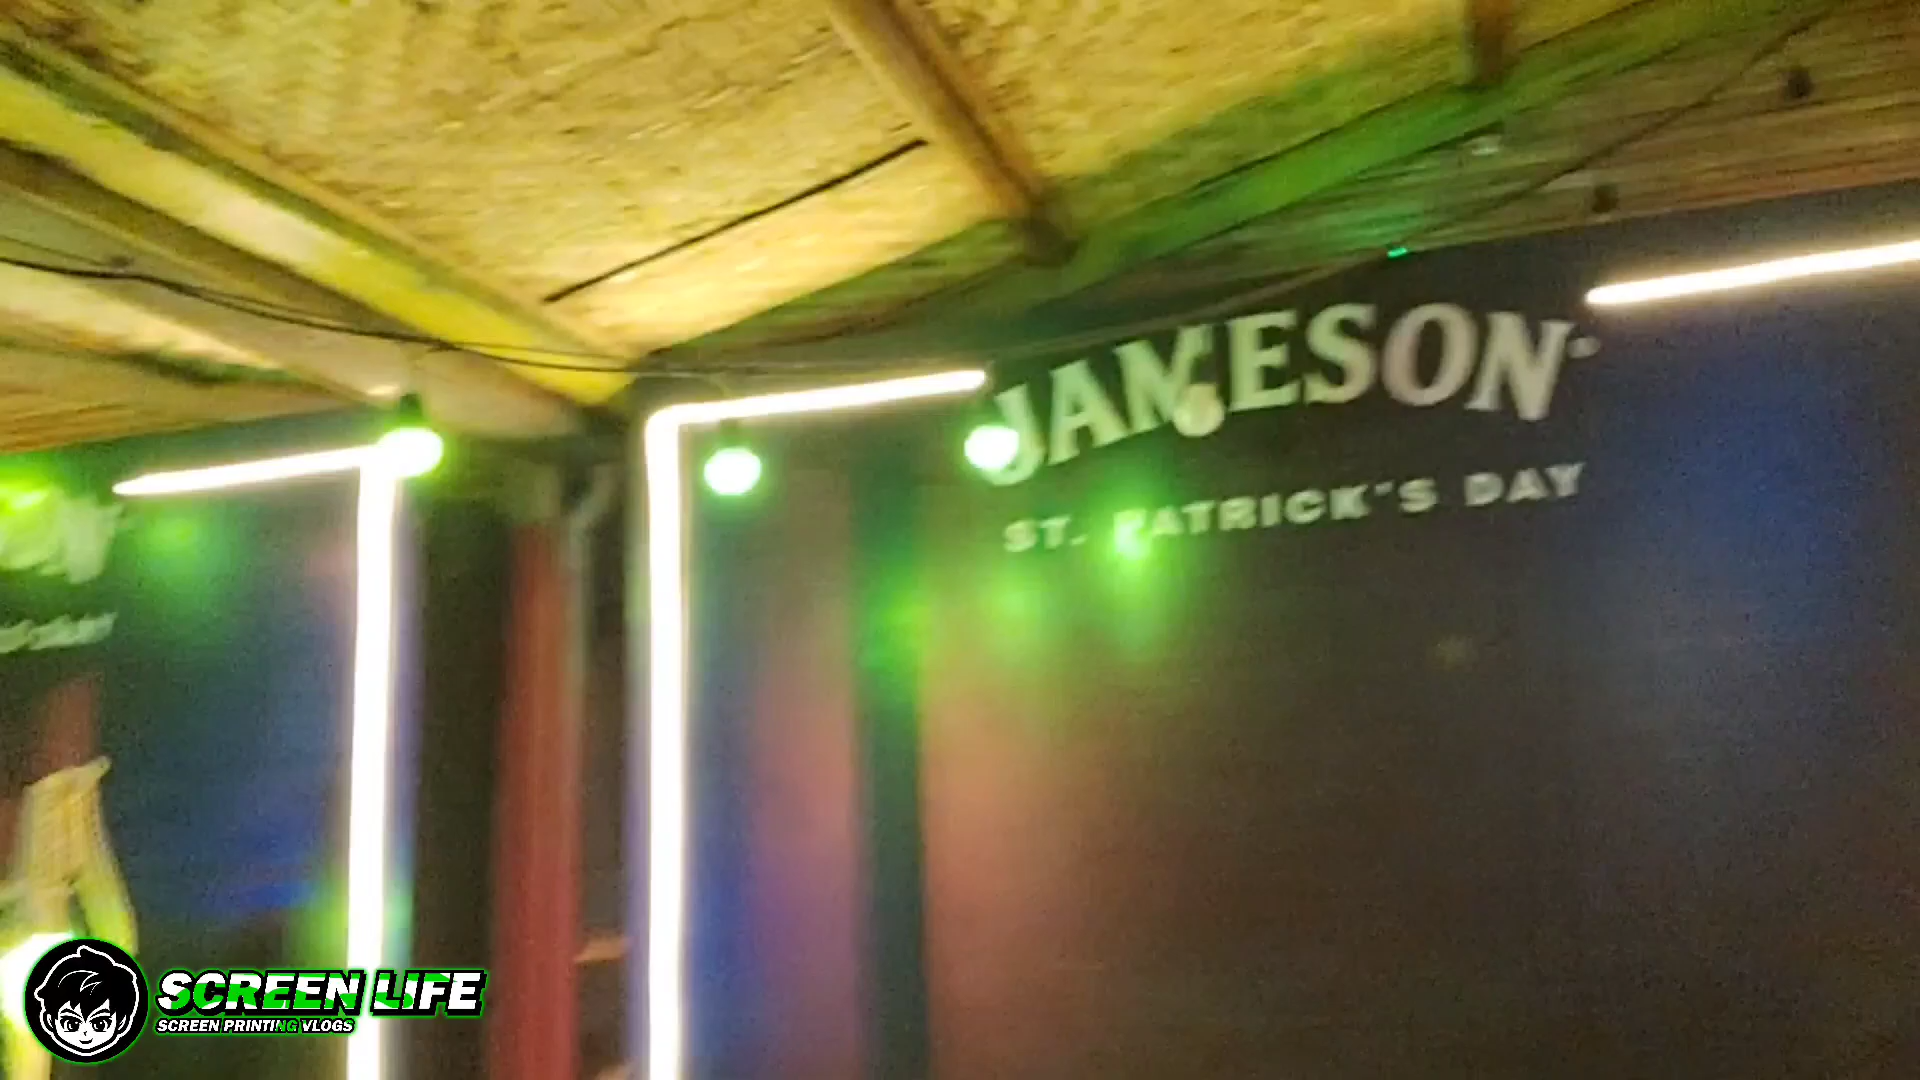 JAMESON
ST. PATRICK'S DAY
SCREEN LIFE
SCREEN PRINTING VLOGS